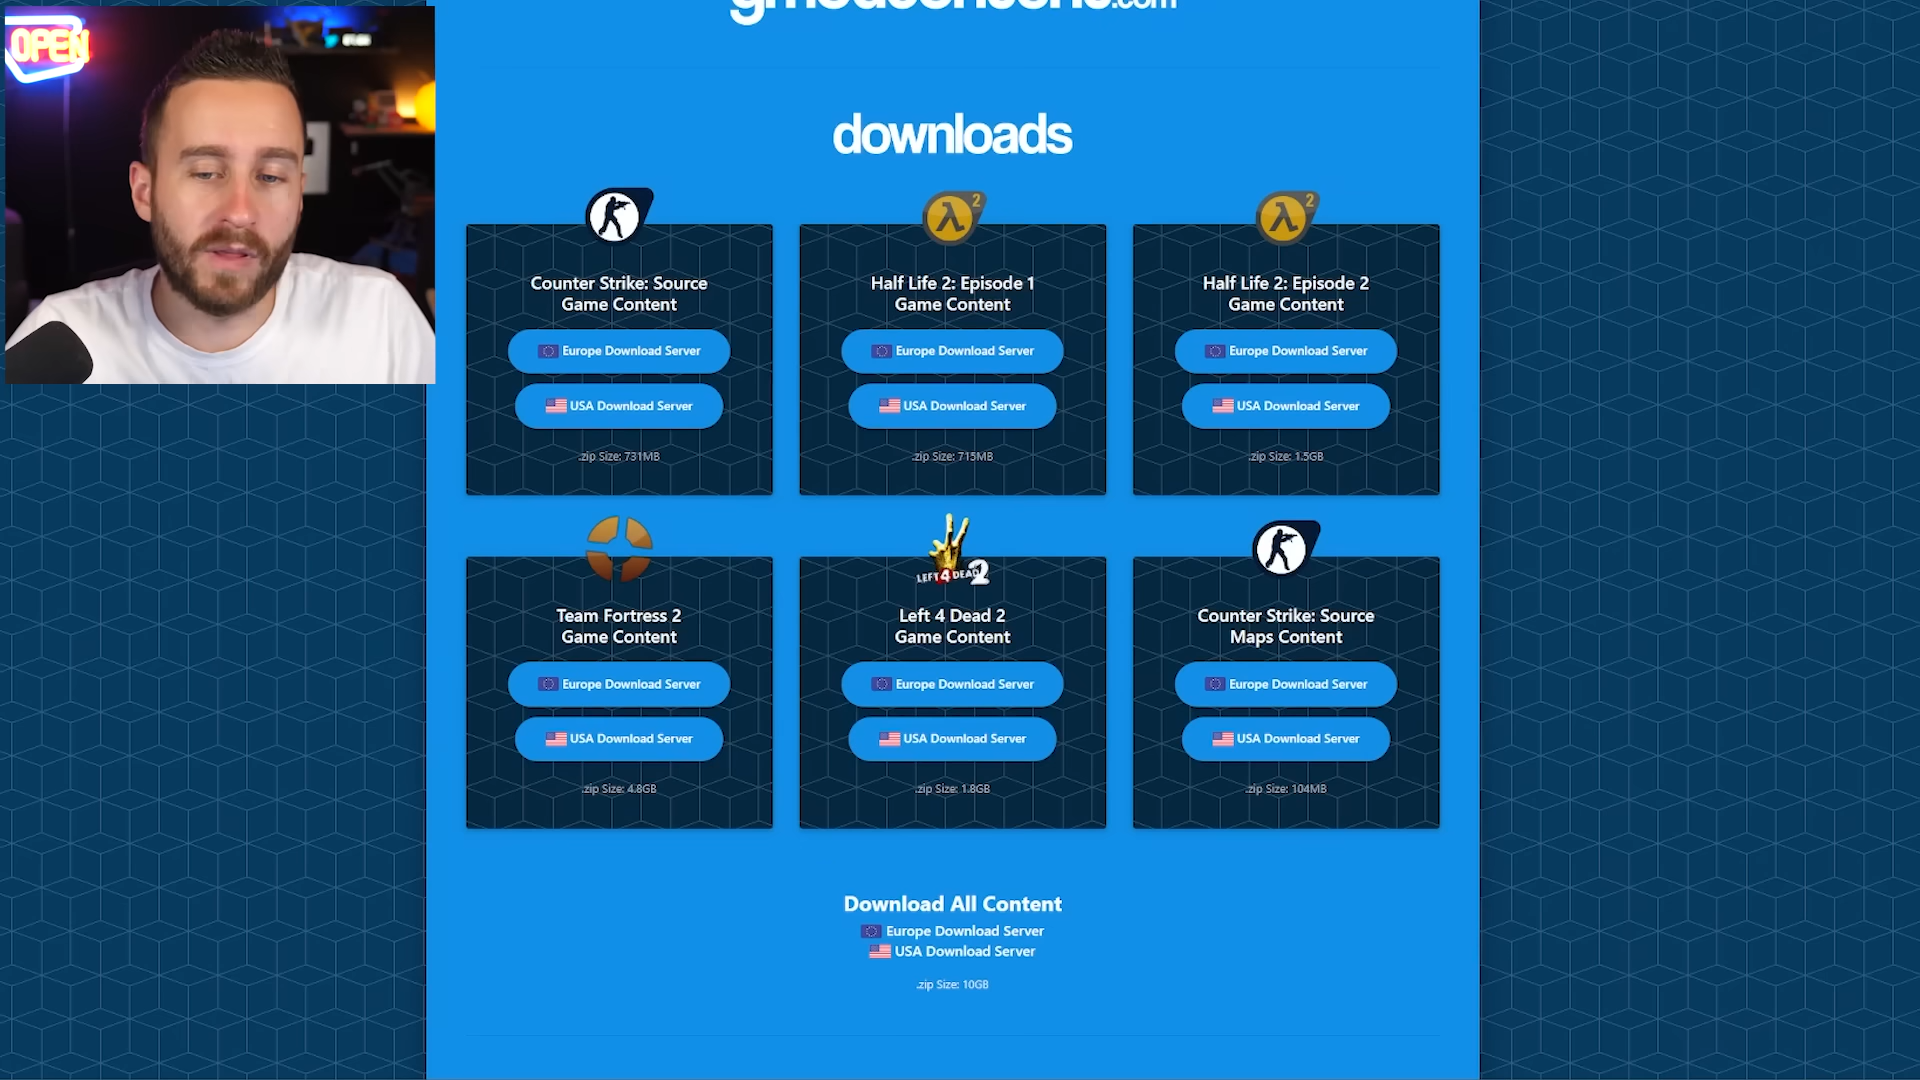 OPEN
.com
downloads
2
2
Counter Strike: Source
Game Content
Europe Download Server
USA Download Server
.zip Size: 731MB
Half Life 2: Episode 1
Game Content
Europe Download Server
USA Download Server
.zip Size: 715MB
Half Life 2: Episode 2
Game Content
Europe Download Server
USA Download Server
.zip Size: 1.5GB
LEFT 4 DEAD 2
Team Fortress 2
Game Content
Europe Download Server
USA Download Server
.zip Size: 4.8GB
Left 4 Dead 2
Game Content
Europe Download Server
USA Download Server
.zip Size: 1.8GB
Counter Strike: Source
Maps Content
Europe Download Server
USA Download Server
.zip Size: 104MB
Download All Content
Europe Download Server
USA Download Server
.zip Size: 10GB